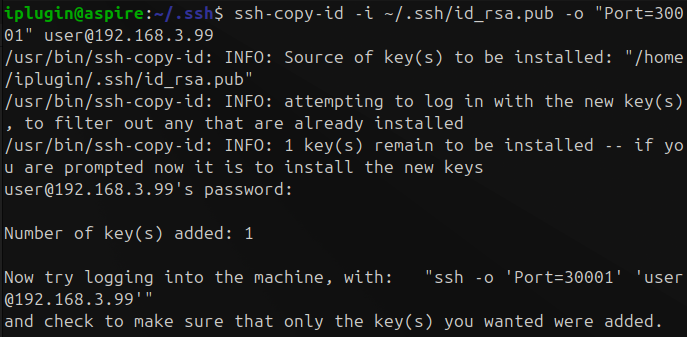 iplugin@aspire:~/.ssh$ ssh-copy-id -i ~/.ssh/id_rsa.pub -o "Port=300
01" user@192.168.3.99
/usr/bin/ssh-copy-id: INFO: Source of key(s) to be installed: "/home
/iplugin/.ssh/id_rsa.pub"
/usr/bin/ssh-copy-id: INFO: attempting to log in with the new key(s)
, to filter out any that are already installed
/usr/bin/ssh-copy-id: INFO: 1 key(s) remain to be installed -- if yo
u are prompted now it is to install the new keys
user@192.168.3.99's password:
Number of key(s) added: 1
Now try logging into the machine, with:   "ssh -o 'Port=30001' 'user
@192.168.3.99'"
and check to make sure that only the key(s) you wanted were added.